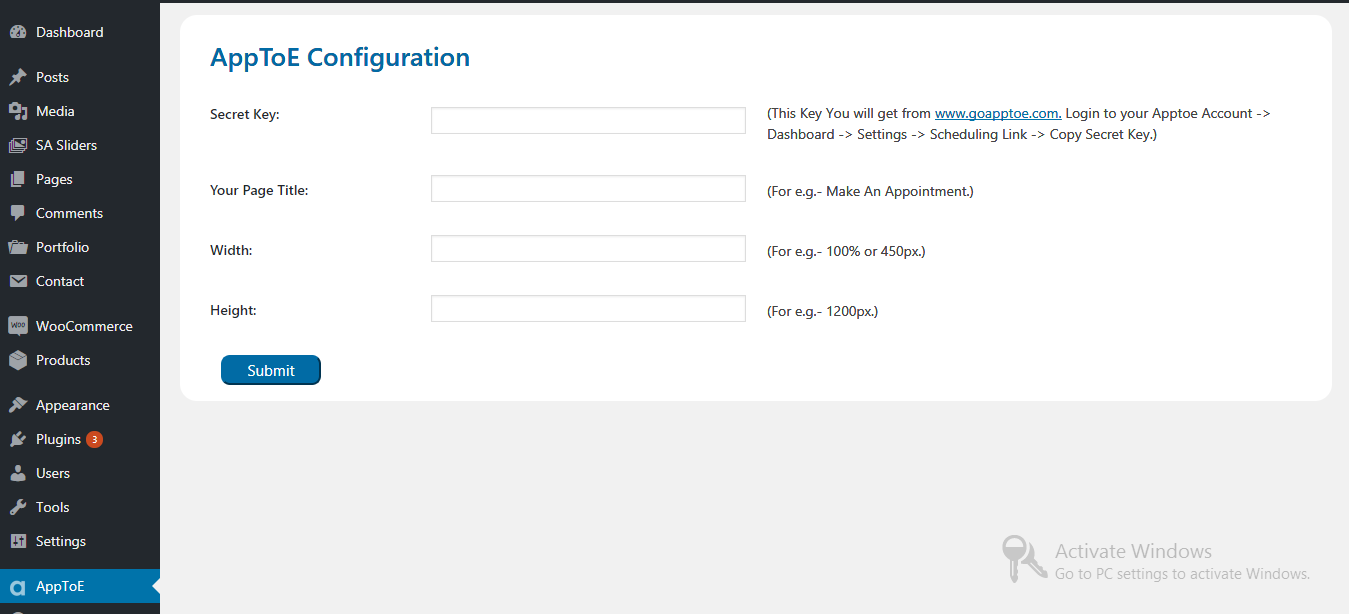 Dashboard
Posts
Media
SA Sliders
Pages
Comments
Portfolio
Contact
WOO WooCommerce
Products
Appearance
Plugins 3
Users
Tools
Settings
a AppToE
AppToE Configuration
Secret Key:
(This Key You will get from www.goapptoe.com. Login to your Apptoe Account ->
Dashboard -> Settings -> Scheduling Link -> Copy Secret Key.)
Your Page Title:
(For e.g.- Make An Appointment.)
Width:
(For e.g.- 100% or 450px.)
Height:
(For e.g.- 1200px.)
Submit
Activate Windows
Go to PC settings to activate Windows.